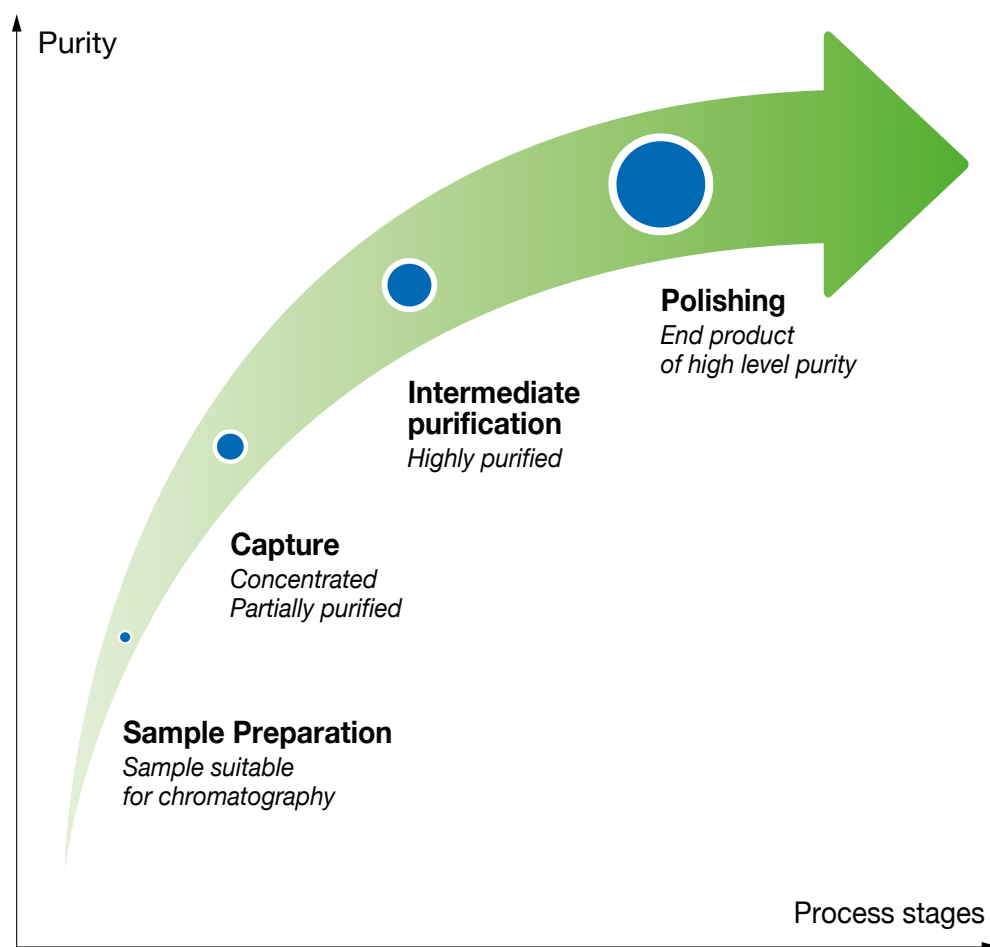 Purity
Polishing
End product
of high level purity
Intermediate
purification
Highly purified
Capture
Concentrated
Partially purified
Sample Preparation
Sample suitable
for chromatography
Process stages